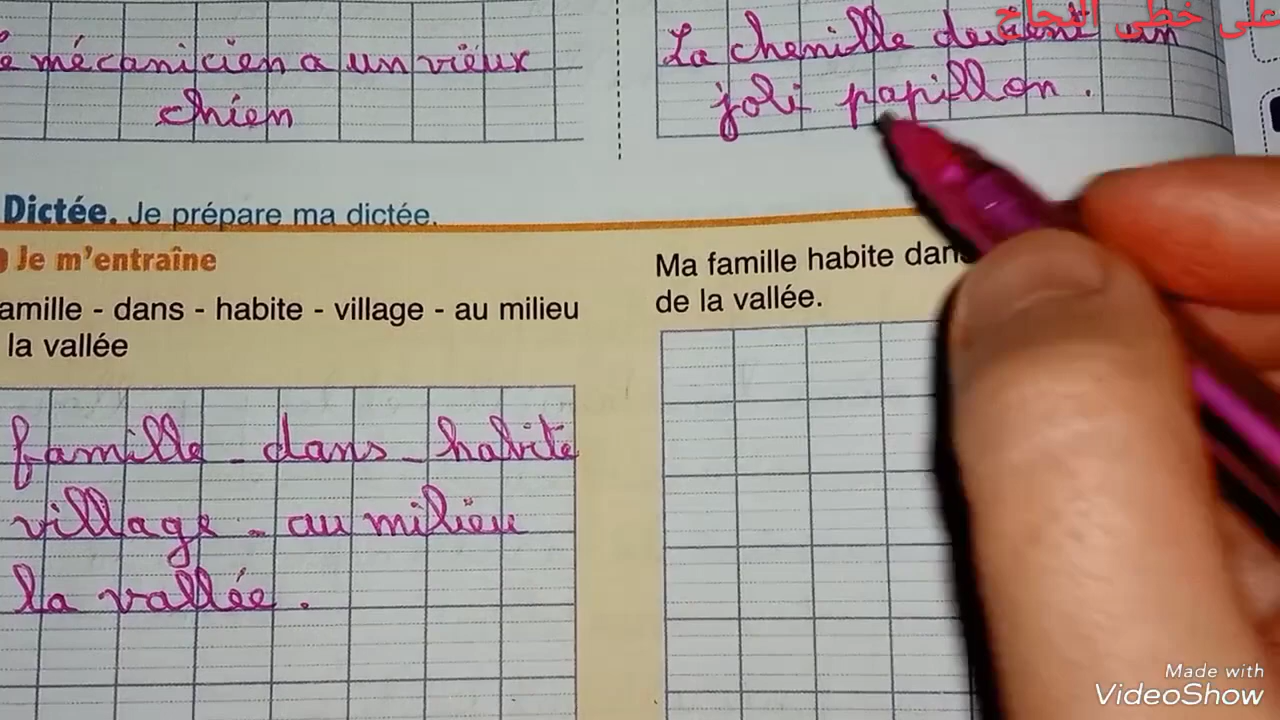 على خطى النجاح
mécanicien a un vieux
chien
La chenille devient un
joli papillon.
Dictée. Je prépare ma dictée.
Je m'entraîne
amille - dans - habite - village - au milieu
la vallée
famille - dans - habite
village - au milieu
la vallée.
Ma famille habite dans
de la vallée.
Made with
VideoShow